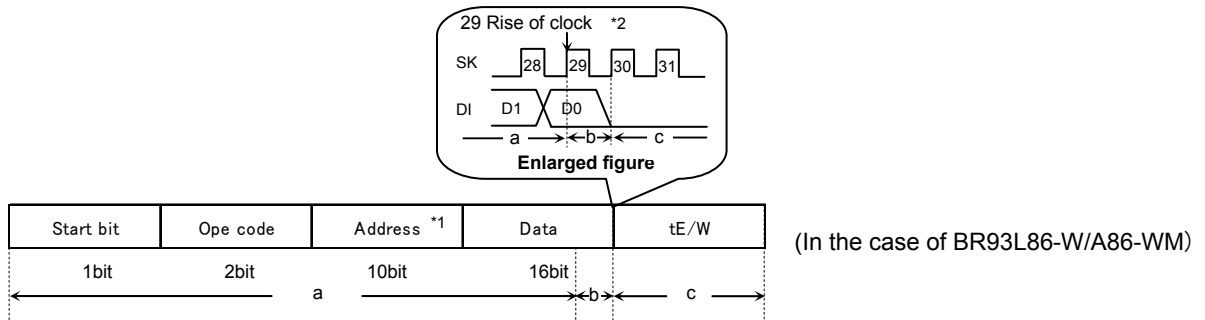 29 Rise of clock *2
SK 28 29 30 31
DI D1 D0
a b c
Enlarged figure
Start bit Ope code Address *1 Data tE/W
(In the case of BR93L86-W/A86-WM)
1bit 2bit 10bit 16bit
a b c